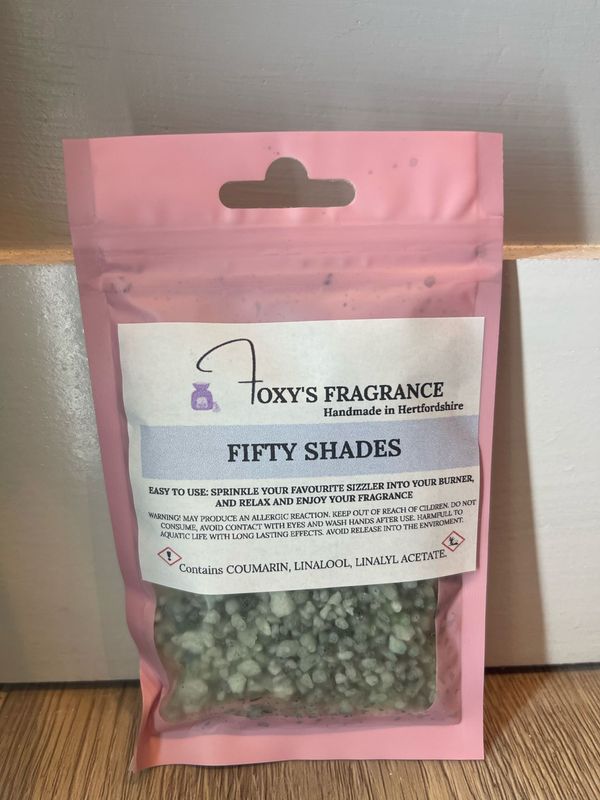 FOXY'S FRAGRANCE
Handmade in Hertfordshire
FIFTY SHADES
EASY TO USE: SPRINKLE YOUR FAVOURITE SIZZLER INTO YOUR BURNER,
AND RELAX AND ENJOY YOUR FRAGRANCE
WARNING! MAY PRODUCE AN ALLERGIC REACTION. KEEP OUT OF REACH OF CILDREN. DO NOT
CONSUME, AVOID CONTACT WITH EYES AND WASH HANDS AFTER USE. HARMFULL TO
AQUATIC LIFE WITH LONG LASTING EFFECTS. AVOID RELEASE INTO THE ENVIROMENT.
Contains COUMARIN, LINALOOL, LINALYL ACETATE.